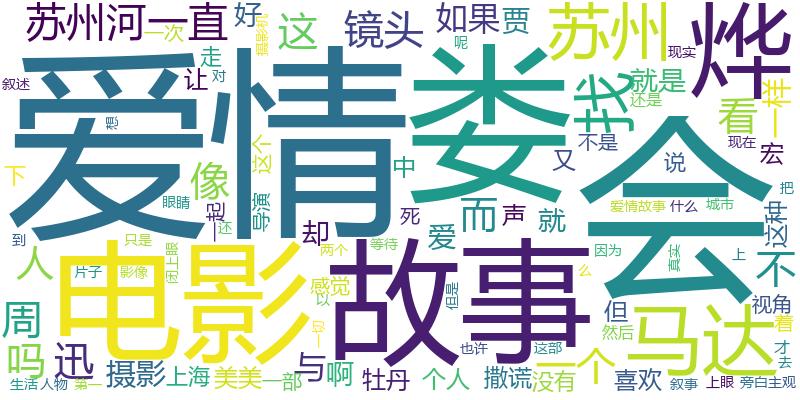 苏州河一直 一次 好 摄影机 这 镜头 如果 贾 苏州 烨
叙述 走 让 对 呢 找 就是 现实 还是
爱情 娄 会 看 一样
想 像 这个 中 又 不是 现在 宏
下 一起 眼睛 还 导演 死 而 声 就 说 把
到 人 却 爱 爱情故事 什么 城市 这种
片子 只是 影像 闭上眼 两个 等待 因为 真实 上 不
电影 故事
周 感觉 以 但是 么 但 视角
吗 迅 一切 与 啊 也许 这部 一个 然后 马达 着 才
摄影 上海 美美 一部 牡丹 个人 撒谎 没有 喜欢 去
生活 人物 第一 叙事 上眼 旁白 主观